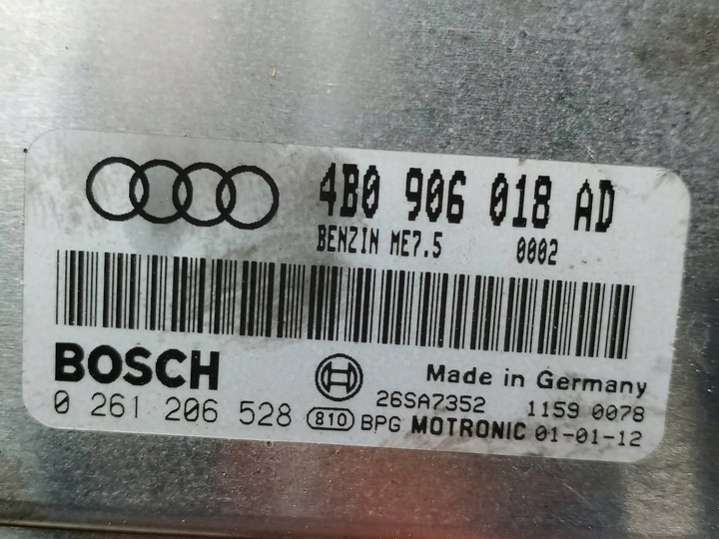 4B0 906 018 AD
BENZIN ME7.5 0002
BOSCH
Made in Germany
26SA7352 1159 0078
0 261 206 528 810 BPG MOTRONIC 01-01-12